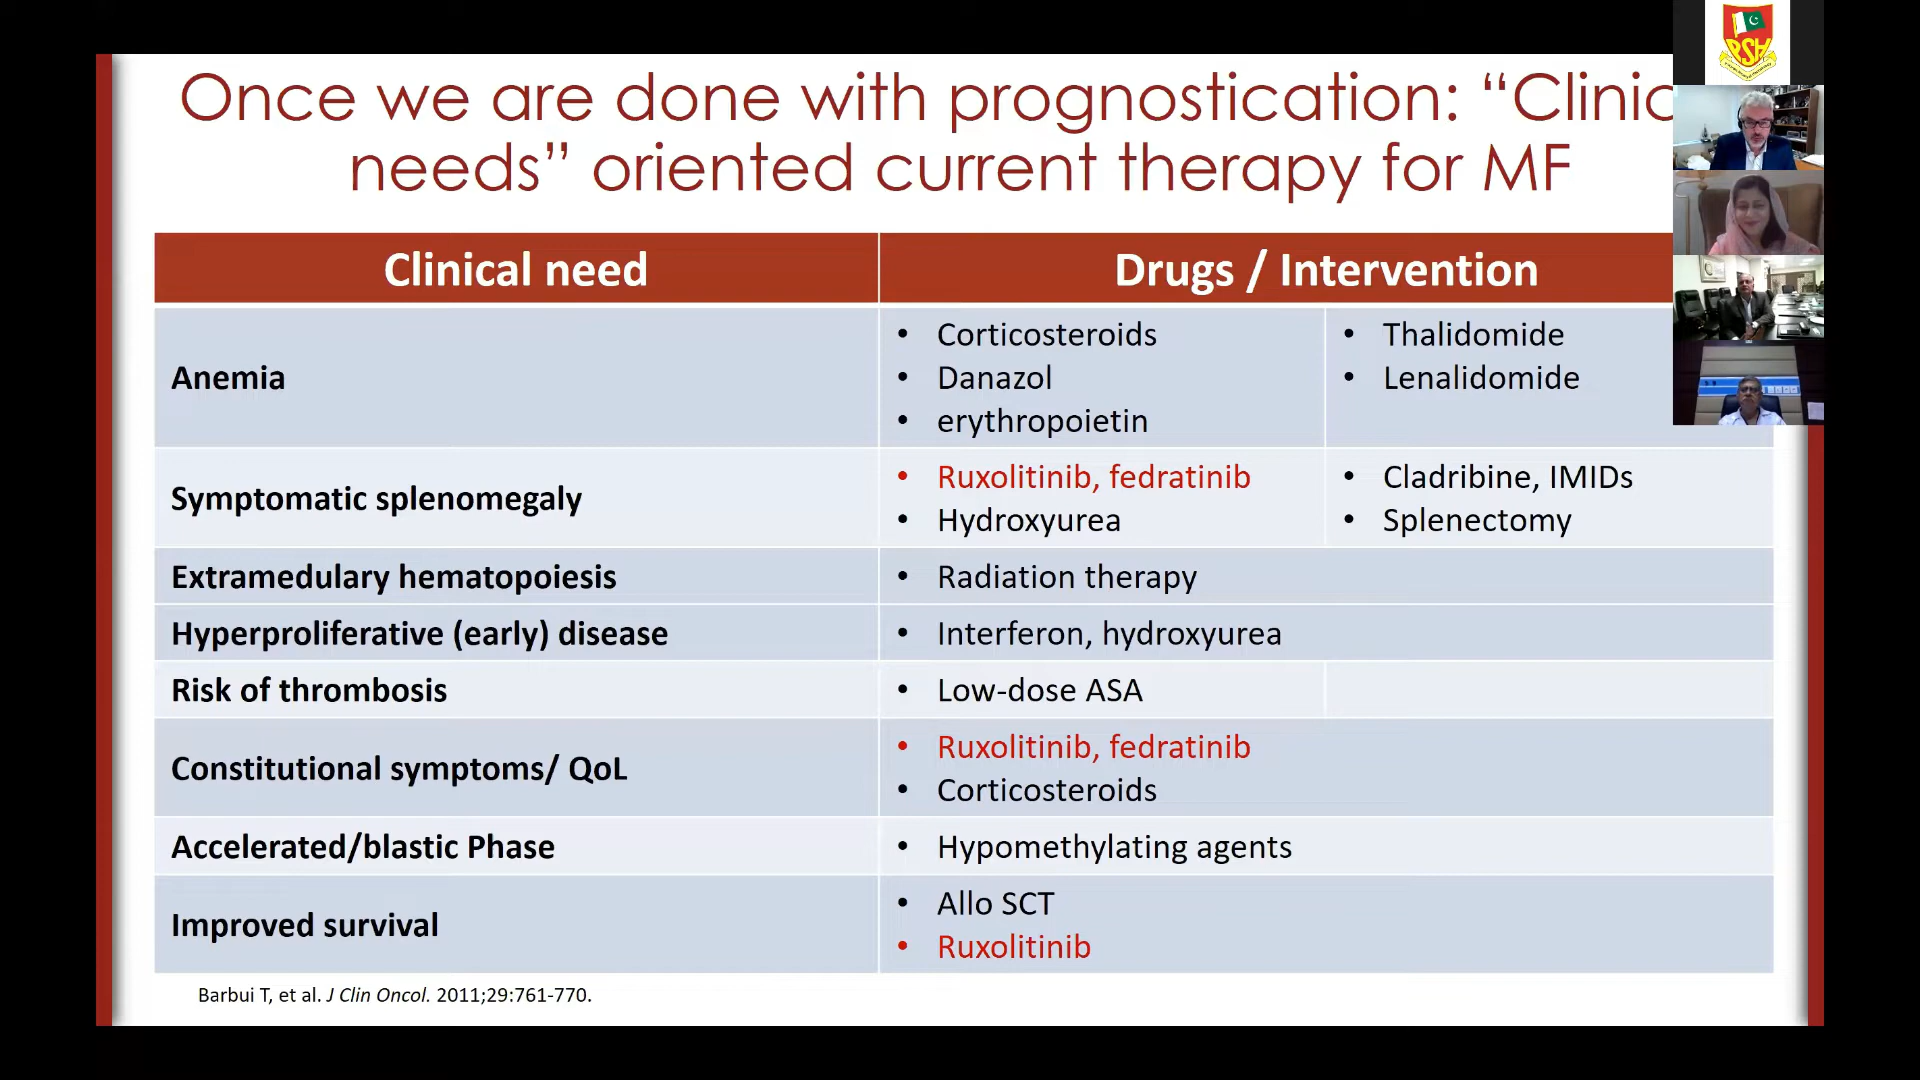 Once we are done with prognostication: “Clinic
needs” oriented current therapy for MF
Clinical need
Drugs / Intervention
Anemia
• Corticosteroids
• Danazol
• erythropoietin
• Thalidomide
• Lenalidomide
Symptomatic splenomegaly
• Ruxolitinib, fedratinib
• Hydroxyurea
• Cladribine, IMIDs
• Splenectomy
Extramedulary hematopoiesis
• Radiation therapy
Hyperproliferative (early) disease
• Interferon, hydroxyurea
Risk of thrombosis
• Low-dose ASA
Constitutional symptoms/ QoL
• Ruxolitinib, fedratinib
• Corticosteroids
Accelerated/blastic Phase
• Hypomethylating agents
Improved survival
• Allo SCT
• Ruxolitinib
Barbui T, et al. J Clin Oncol. 2011;29:761-770.
PSH